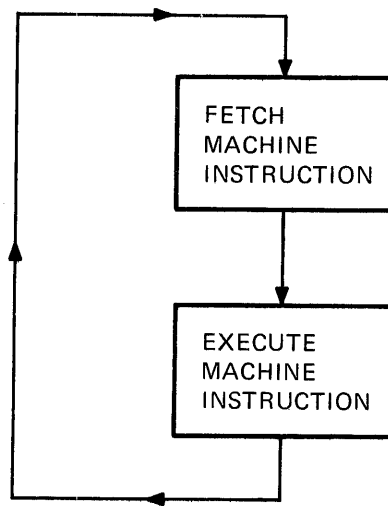 FETCH
MACHINE
INSTRUCTION
EXECUTE
MACHINE
INSTRUCTION